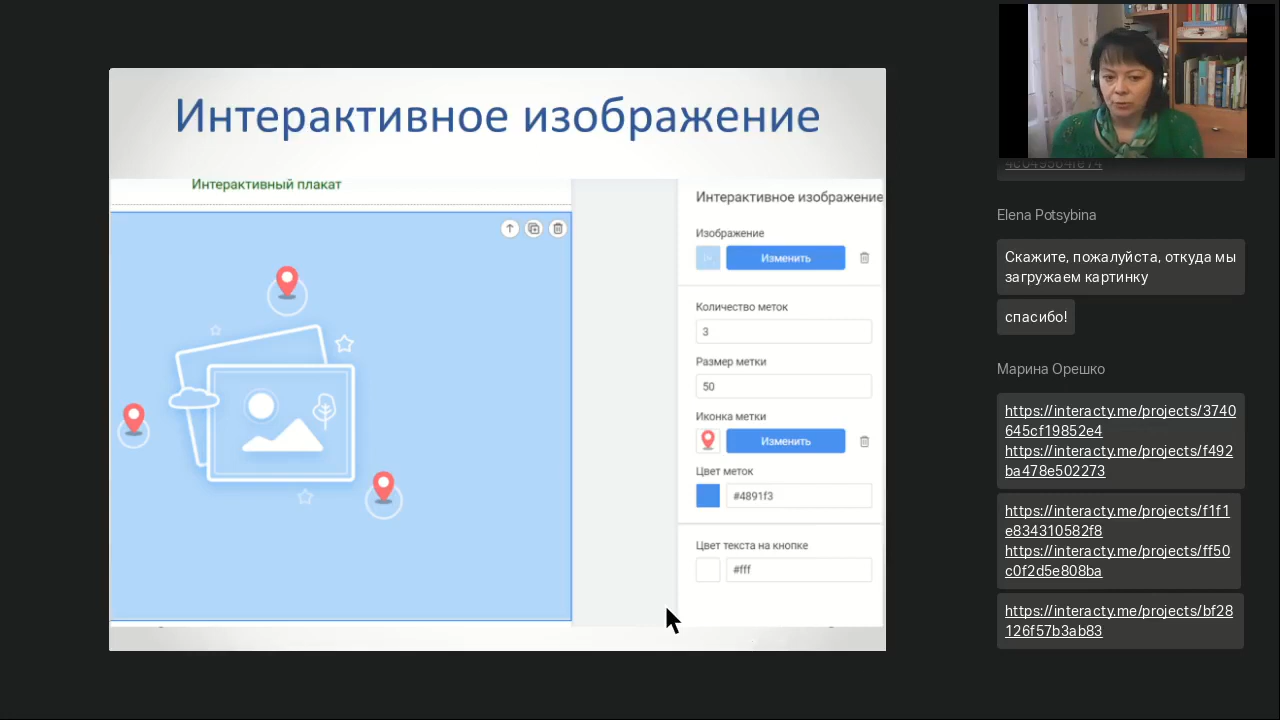 Интерактивное изображение
Интерактивный плакат
Интерактивное изображение
Изображение
Изменить
Количество меток
3
Размер метки
50
Иконка метки
Изменить
Цвет меток
#4891f3
Цвет текста на кнопке
#fff
Elena Potsybina
Скажите, пожалуйста, откуда мы
загружаем картинку
спасибо!
Марина Орешко
https://interacty.me/projects/3740
645cf19852e4
https://interacty.me/projects/f492
ba478e502273
https://interacty.me/projects/f1f1
e834310582f8
https://interacty.me/projects/ff50
c0f2d5e808ba
https://interacty.me/projects/bf28
126f57b3ab83